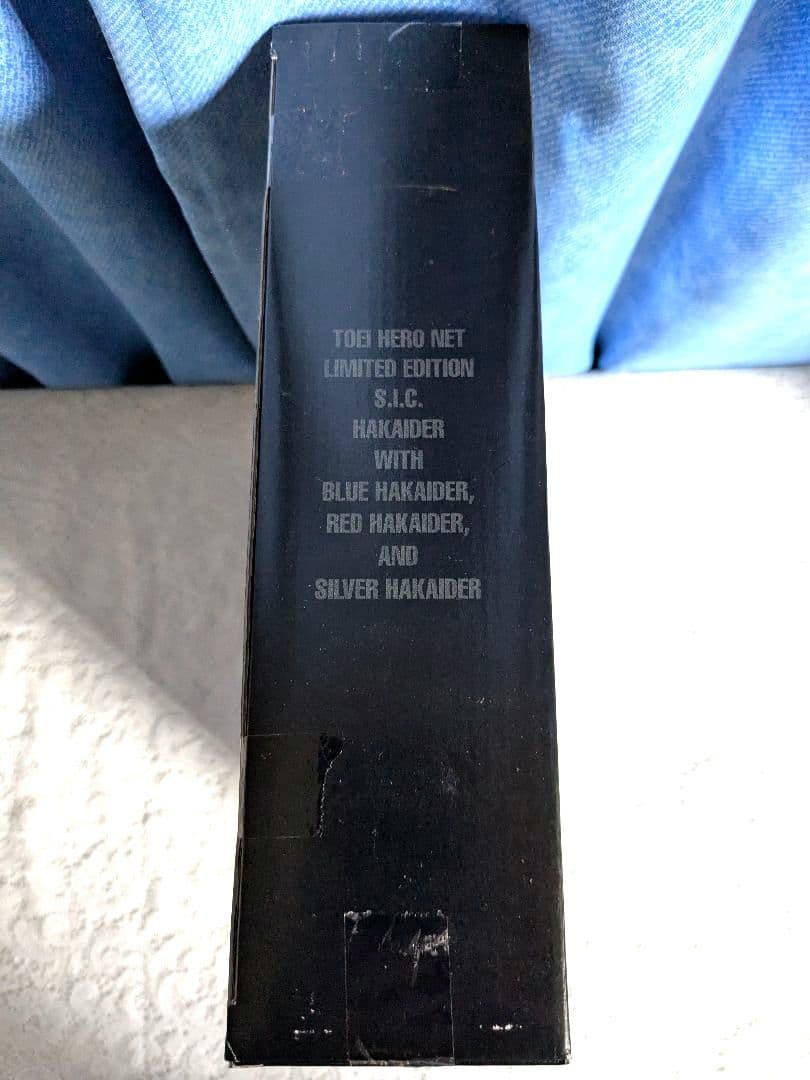 TOEI HERO NET
LIMITED EDITION
S.I.C.
HAKAIDER
WITH
BLUE HAKAIDER,
RED HAKAIDER,
AND
SILVER HAKAIDER